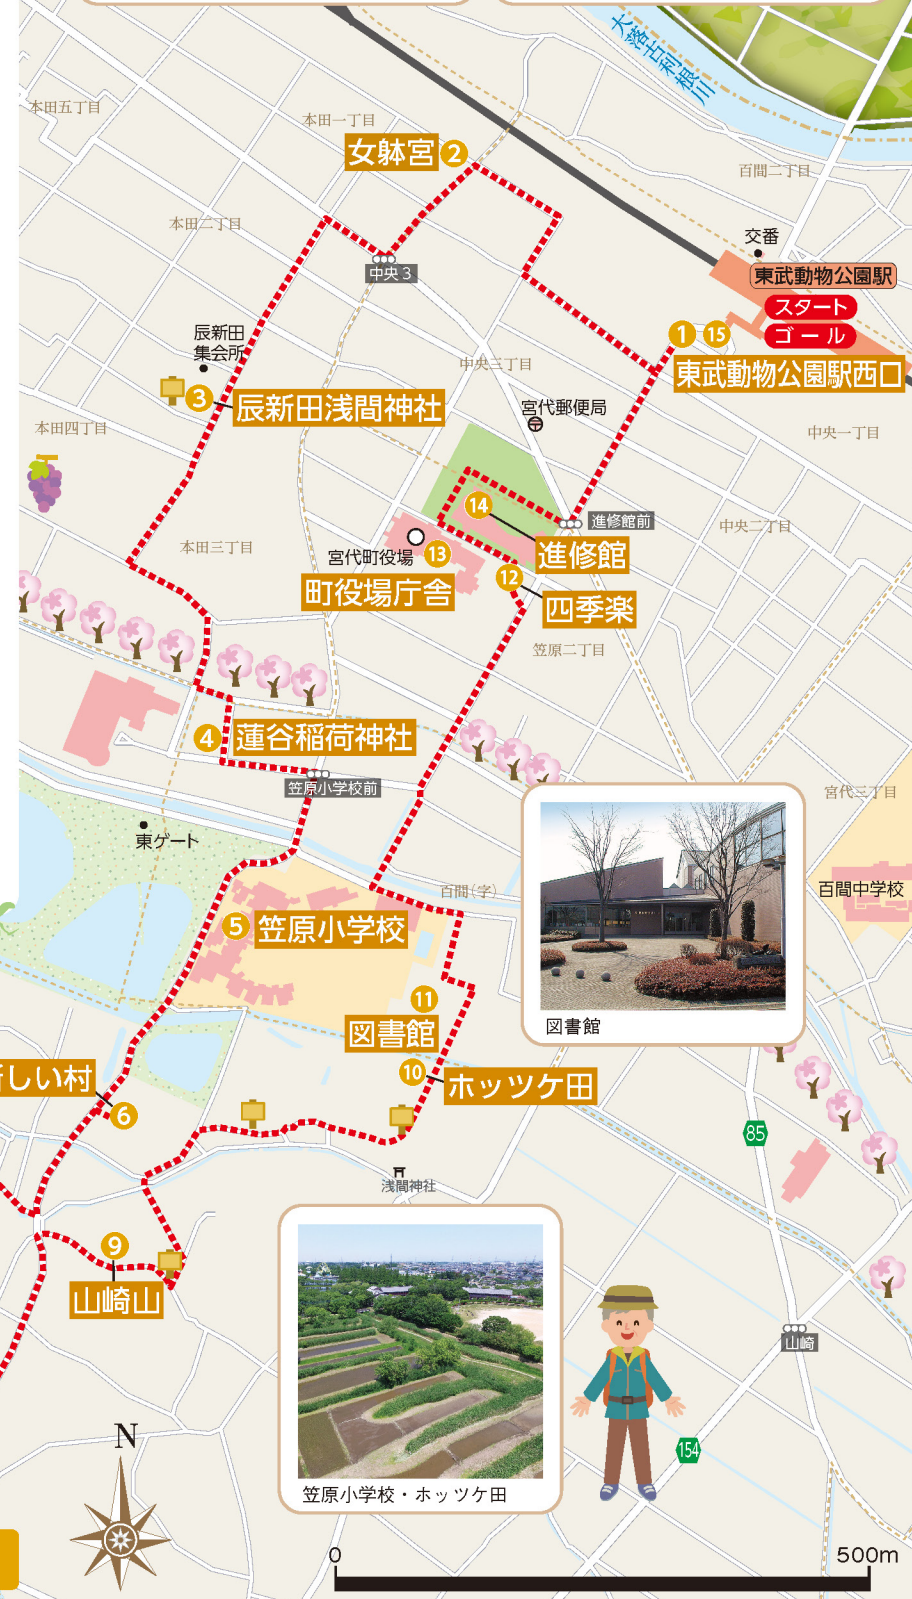 大落古利根川
本田五丁目
本田一丁目
女躰宮
2
百間二丁目
本田二丁目
交番
中央3
東武動物公園駅
スタート
ゴール
1
15
東武動物公園駅西口
辰新田
集会所
中央三丁目
3
辰新田浅間神社
宮代郵便局
本田四丁目
中央一丁目
14
進修館前
中央二丁目
本田三丁目
宮代町役場
13
進修館
町役場庁舎
12
四季楽
笠原二丁目
4
蓮谷稲荷神社
笠原小学校前
宮代三丁目
東ゲート
百間(字)
百間中学校
5
笠原小学校
11
図書館
図書館
10
ホッツケ田
しい村
6
85
浅間神社
9
山崎山
山崎
N
154
笠原小学校・ホッツケ田
0
500m